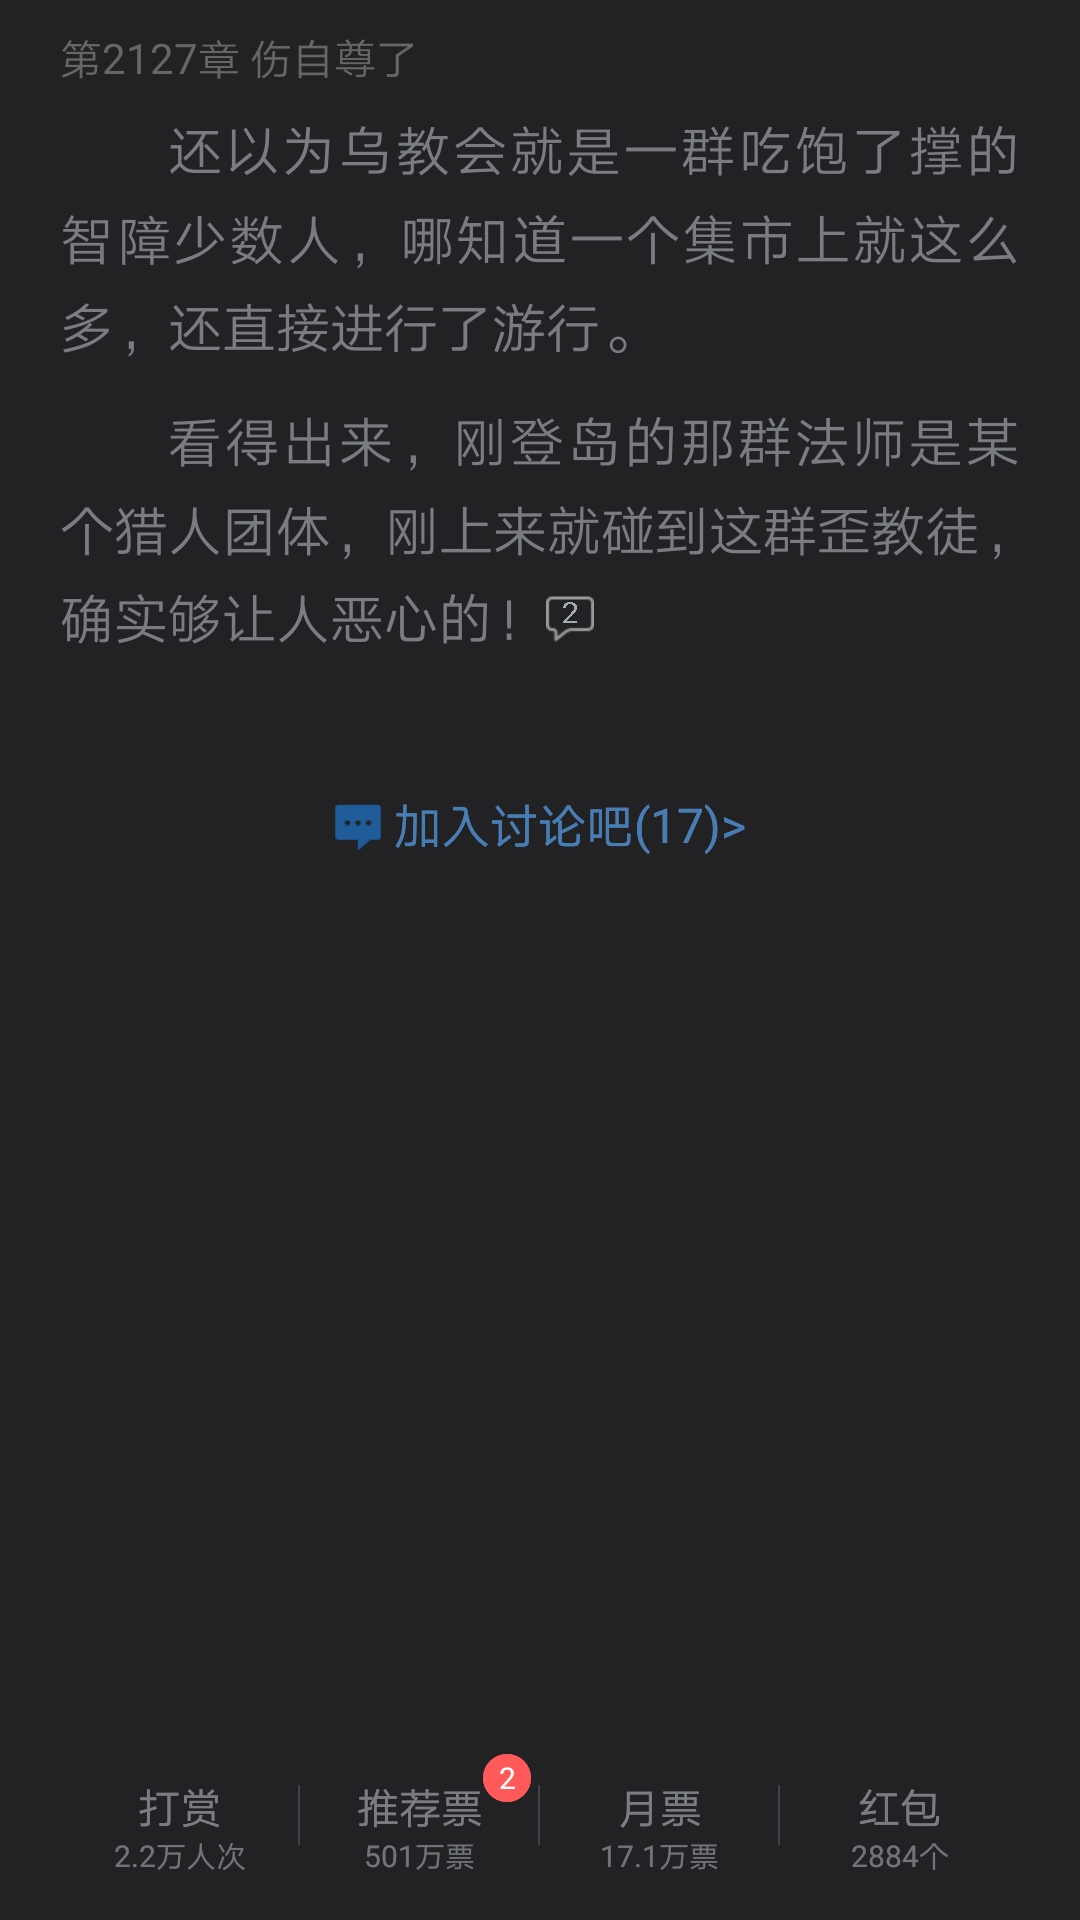 第2127章 伤自尊了
还以为乌教会就是一群吃饱了撑的
智障少数人，哪知道一个集市上就这么
多，还直接进行了游行。
看得出来，刚登岛的那群法师是某
个猎人团体，刚上来就碰到这群歪教徒，
确实够让人恶心的！ 2
加入讨论吧(17)>
打赏 推荐票 2 月票 红包
2.2万人次 501万票 17.1万票 2884个